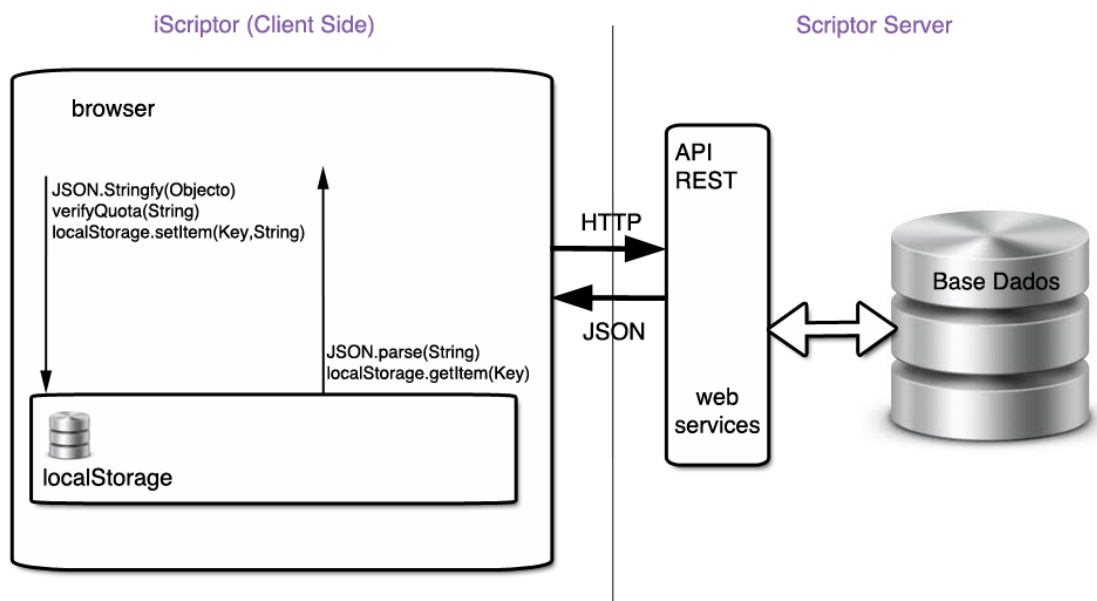 iScriptor (Client Side)
Scriptor Server
browser
JSON.Stringfy(Objecto)
verifyQuota(String)
localStorage.setItem(Key,String)
JSON.parse(String)
localStorage.getItem(Key)
localStorage
HTTP
JSON
API
REST
web
services
Base Dados